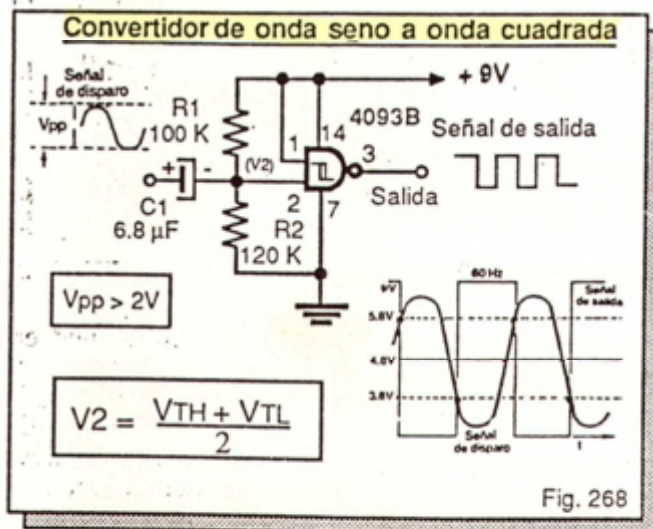 Convertidor de onda seno a onda cuadrada
Señal
de disparo
Vpp
R1
100 K
+ 9V
14
4093B
1
3
Señal de salida
+
-
(V2)
2
7
Salida
C1
6.8 µF
R2
120 K
Vpp > 2V
V2 = VTH + VTL
2
60 Hz
9V
Señal
de salida
5.8V
4.8V
3.8V
Señal
de disparo
t
Fig. 268